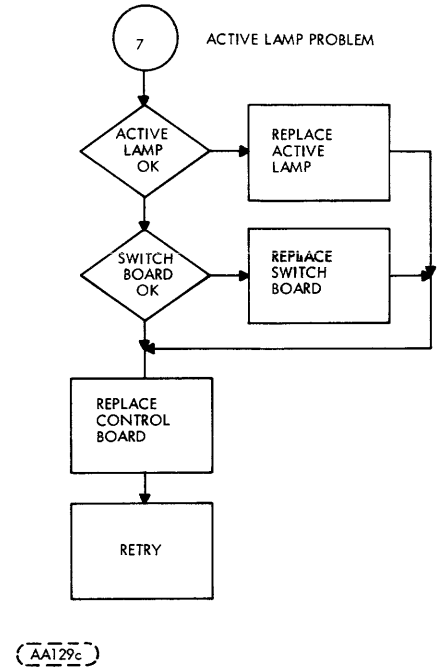 7
ACTIVE LAMP PROBLEM
ACTIVE
LAMP
OK
REPLACE
ACTIVE
LAMP
SWITCH
BOARD
OK
REPLACE
SWITCH
BOARD
REPLACE
CONTROL
BOARD
RETRY
AA129c